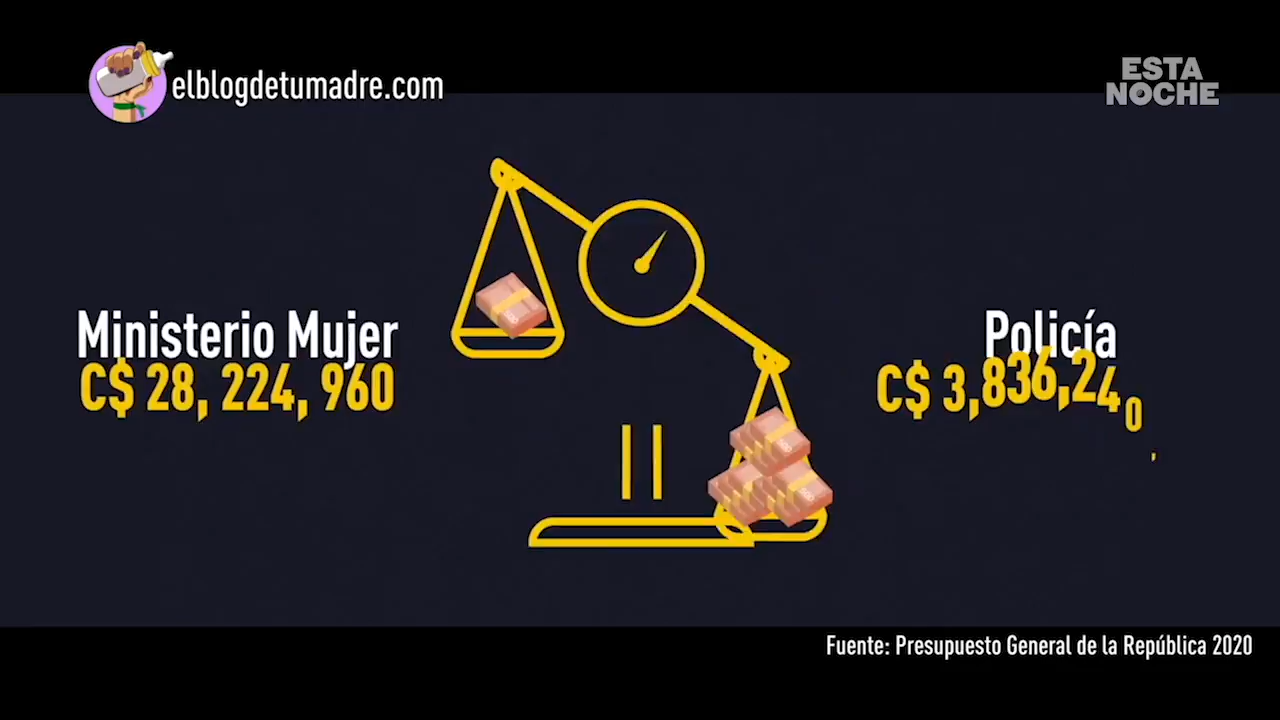 elblogdetumadre.com
ESTA
NOCHE
Ministerio Mujer
C$ 28, 224, 960
Policía
C$ 3,836,240,
Fuente: Presupuesto General de la República 2020